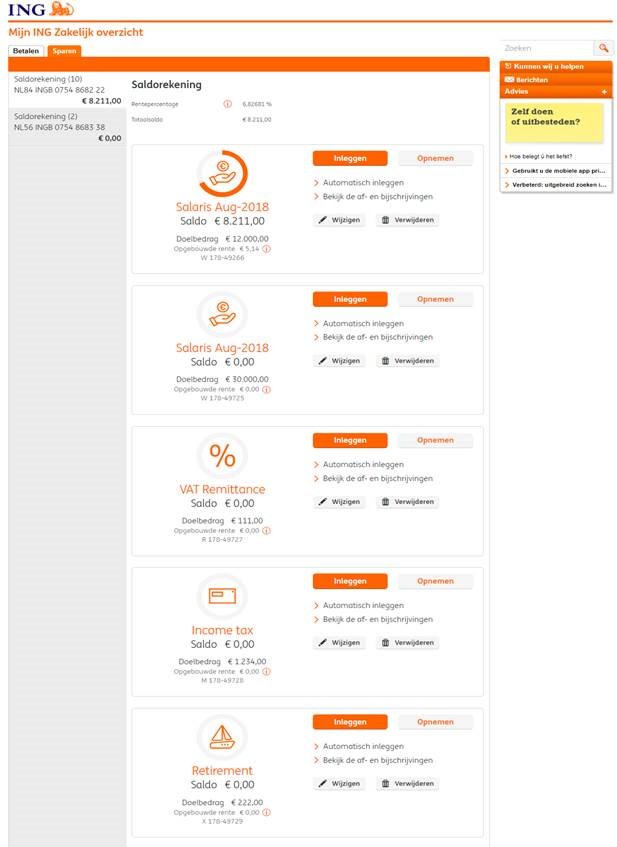 ING
Mijn ING Zakelijk overzicht
Betalen Sparen
Saldorekening (10)
NL84 INGB 0754 8682 22
€ 8.211,00
Saldorekening (2)
NL56 INGB 0754 8683 38
€ 0,00
Saldorekening
Rentepercentage 6,82681 %
Totaalsaldo € 8.211,00
Salaris Aug-2018
Saldo € 8.211,00
Doelbedrag € 12.000,00
Opgebouwde rente € 5,14
W 178-49266
Inleggen Opnemen
Automatisch inleggen
Bekijk de af- en bijschrijvingen
Wijzigen Verwijderen
Salaris Aug-2018
Saldo € 0,00
Doelbedrag € 30.000,00
Opgebouwde rente € 0,00
W 178-49725
Inleggen Opnemen
Automatisch inleggen
Bekijk de af- en bijschrijvingen
Wijzigen Verwijderen
%
VAT Remittance
Saldo € 0,00
Doelbedrag € 111,00
Opgebouwde rente € 0,00
R 178-49727
Inleggen Opnemen
Automatisch inleggen
Bekijk de af- en bijschrijvingen
Wijzigen Verwijderen
Income tax
Saldo € 0,00
Doelbedrag € 1.234,00
Opgebouwde rente € 0,00
M 178-49728
Inleggen Opnemen
Automatisch inleggen
Bekijk de af- en bijschrijvingen
Wijzigen Verwijderen
Retirement
Saldo € 0,00
Doelbedrag € 222,00
Opgebouwde rente € 0,00
X 178-49729
Inleggen Opnemen
Automatisch inleggen
Bekijk de af- en bijschrijvingen
Wijzigen Verwijderen
Zoeken
Kunnen wij u helpen
Berichten
Advies +
Zelf doen
of uitbesteden?
Hoe belegt ú het liefst?
Gebruikt u de mobiele app pri...
Verbeterd: uitgebreid zoeken i...